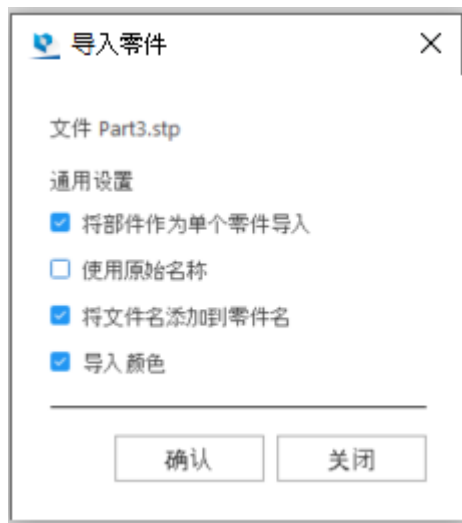 导入零件
文件 Part3.stp
通用设置
将部件作为单个零件导入
使用原始名称
将文件名添加到零件名
导入颜色
确认
关闭